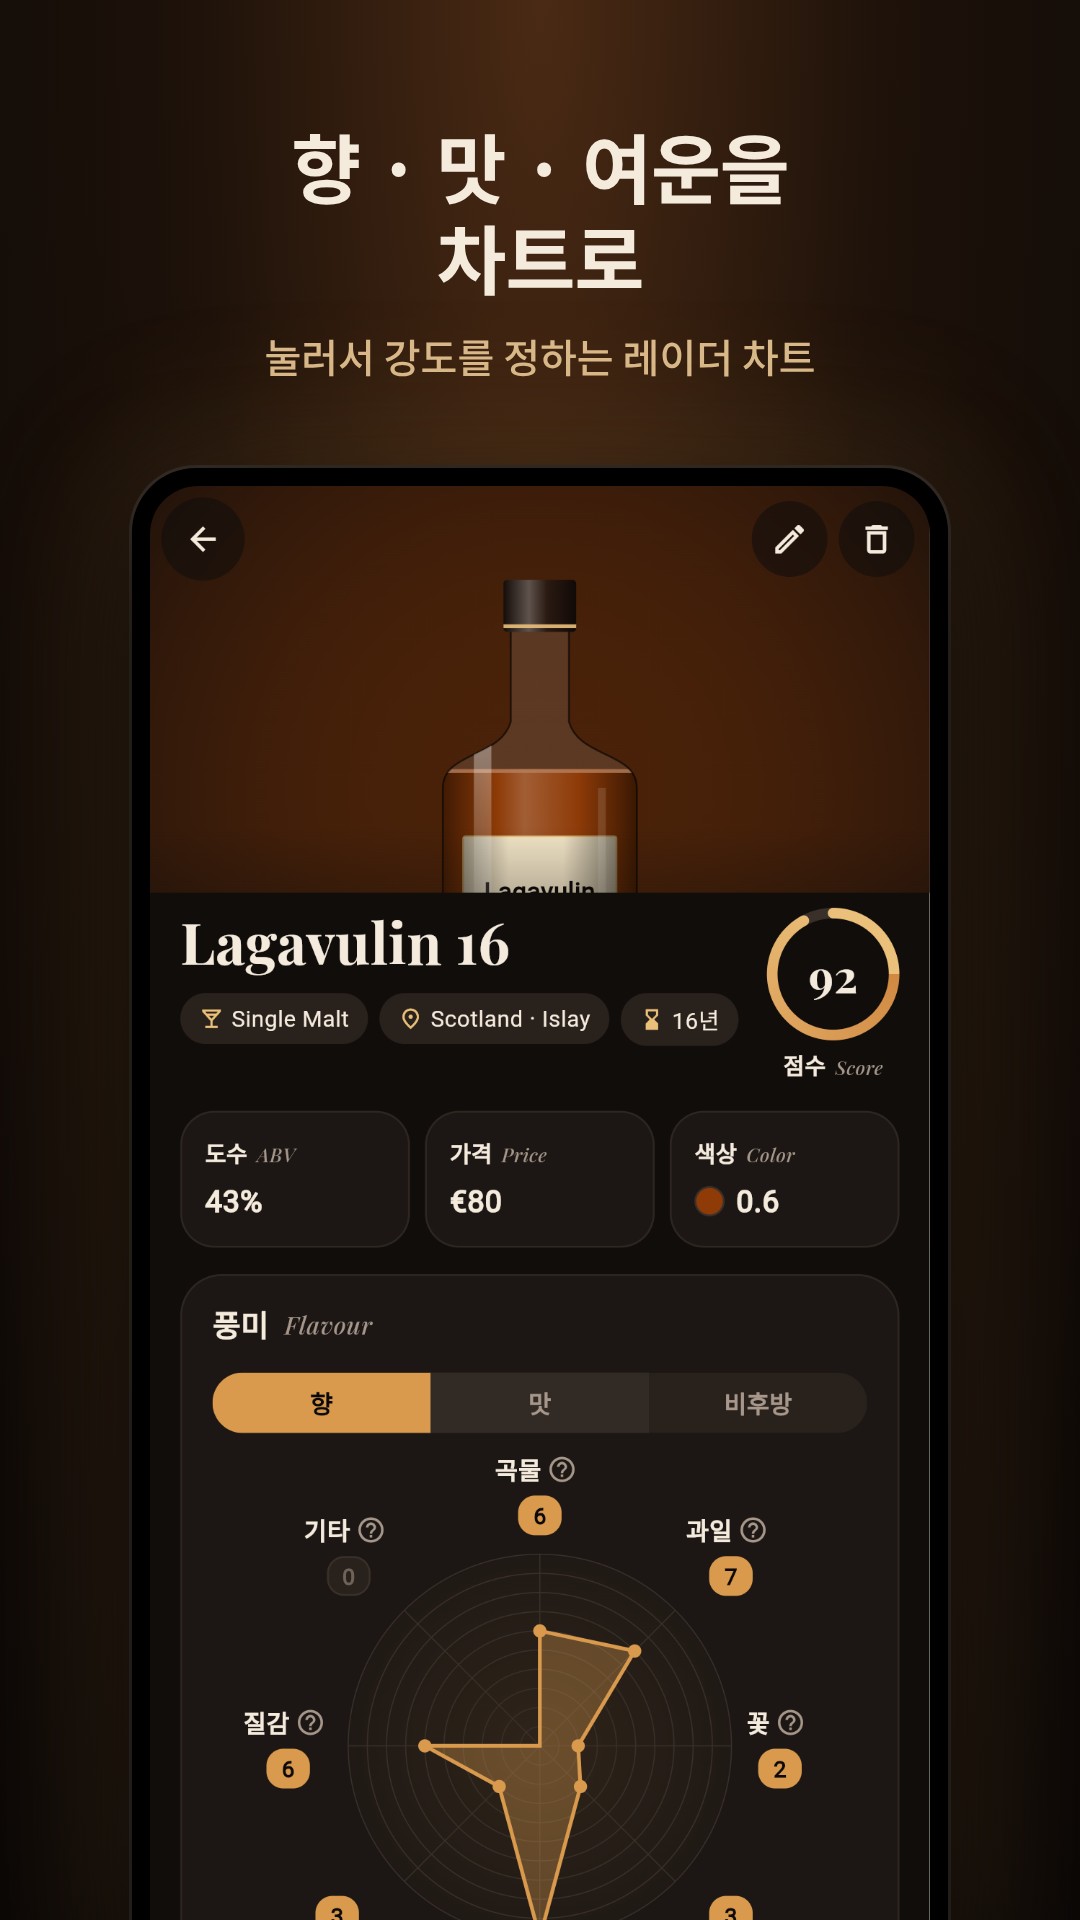 향 · 맛 · 여운을
차트로
눌러서 강도를 정하는 레이더 차트
Lagavulin
Lagavulin 16
92
Single Malt
Scotland · Islay
16년
점수 Score
도수 ABV
가격 Price
색상 Color
43%
€80
0.6
풍미 Flavour
향
맛
비후방
곡물
6
기타
0
과일
7
질감
6
꽃
2
3
3